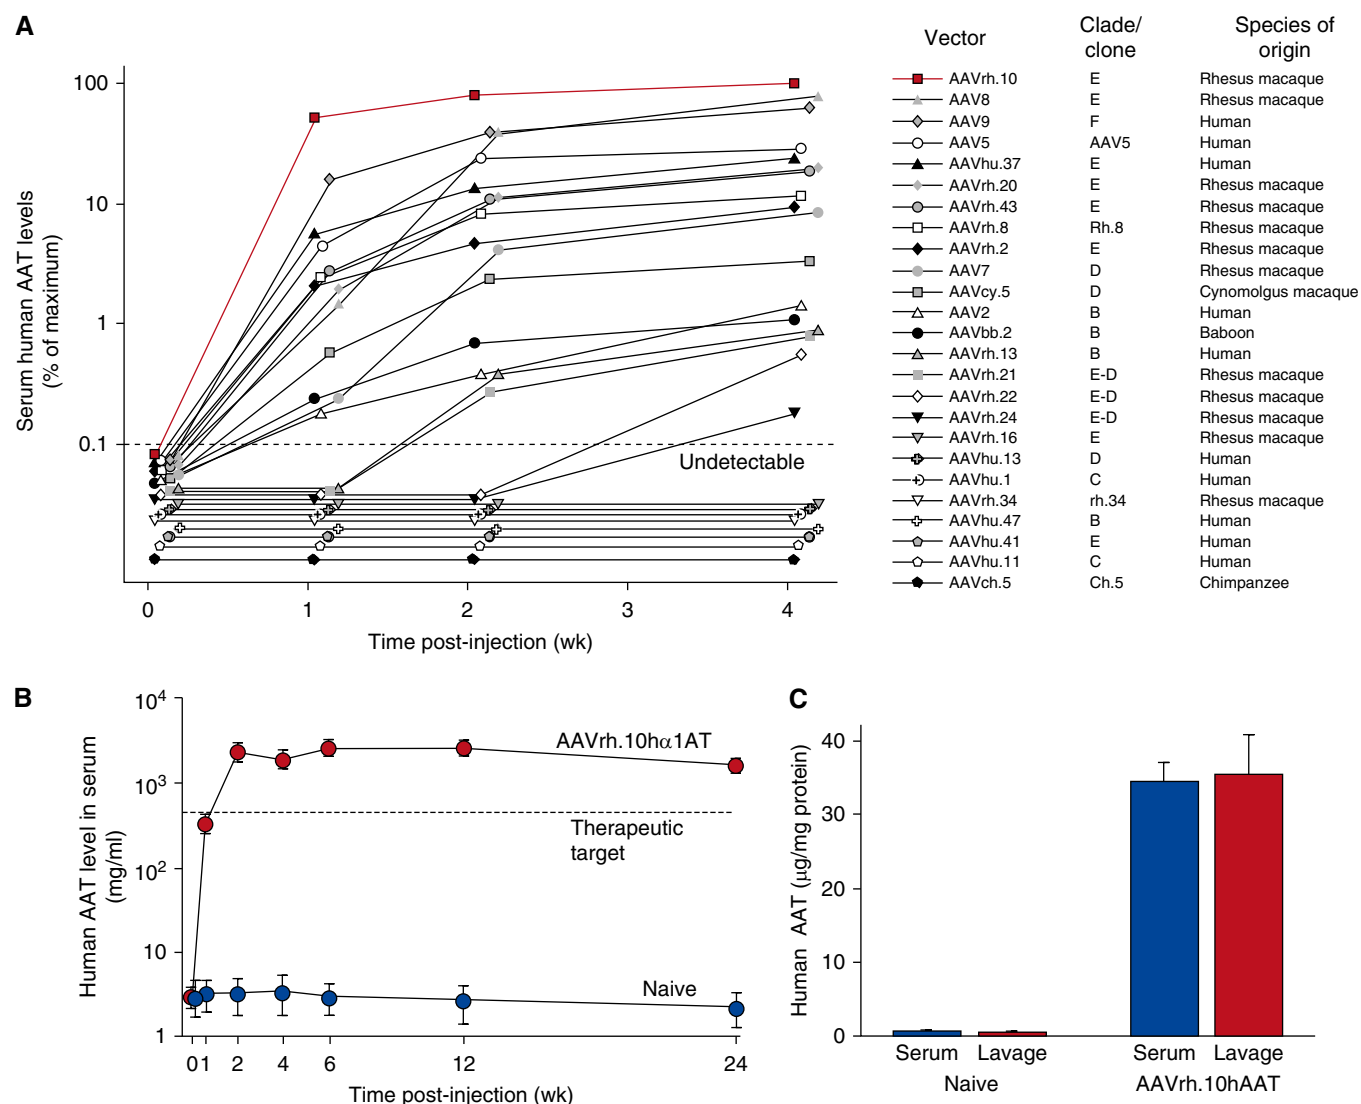 A
Serum human AAT levels
(% of maximum)
100
10
1
0.1
Undetectable
0 1 2 3 4
Time post-injection (wk)
Vector Clade/clone Species of origin
AAVrh.10 E Rhesus macaque
AAV8 E Rhesus macaque
AAV9 F Human
AAV5 AAV5 Human
AAVhu.37 E Human
AAVrh.20 E Rhesus macaque
AAVrh.43 E Rhesus macaque
AAVrh.8 Rh.8 Rhesus macaque
AAVrh.2 E Rhesus macaque
AAV7 D Rhesus macaque
AAVcy.5 D Cynomolgus macaque
AAV2 B Human
AAVbb.2 B Baboon
AAVrh.13 B Human
AAVrh.21 E-D Rhesus macaque
AAVrh.22 E-D Rhesus macaque
AAVrh.24 E-D Rhesus macaque
AAVrh.16 E Rhesus macaque
AAVhu.13 D Human
AAVhu.1 C Human
AAVrh.34 rh.34 Rhesus macaque
AAVhu.47 B Human
AAVhu.41 E Human
AAVhu.11 C Human
AAVch.5 Ch.5 Chimpanzee
B
Human AAT level in serum
(mg/ml)
10⁴
10³
10²
10
1
AAVrh.10hα1AT
Therapeutic
target
Naive
0 1 2 4 6 12 24
Time post-injection (wk)
C
Human AAT (μg/mg protein)
40
30
20
10
0
Serum Lavage Serum Lavage
Naive AAVrh.10hAAT